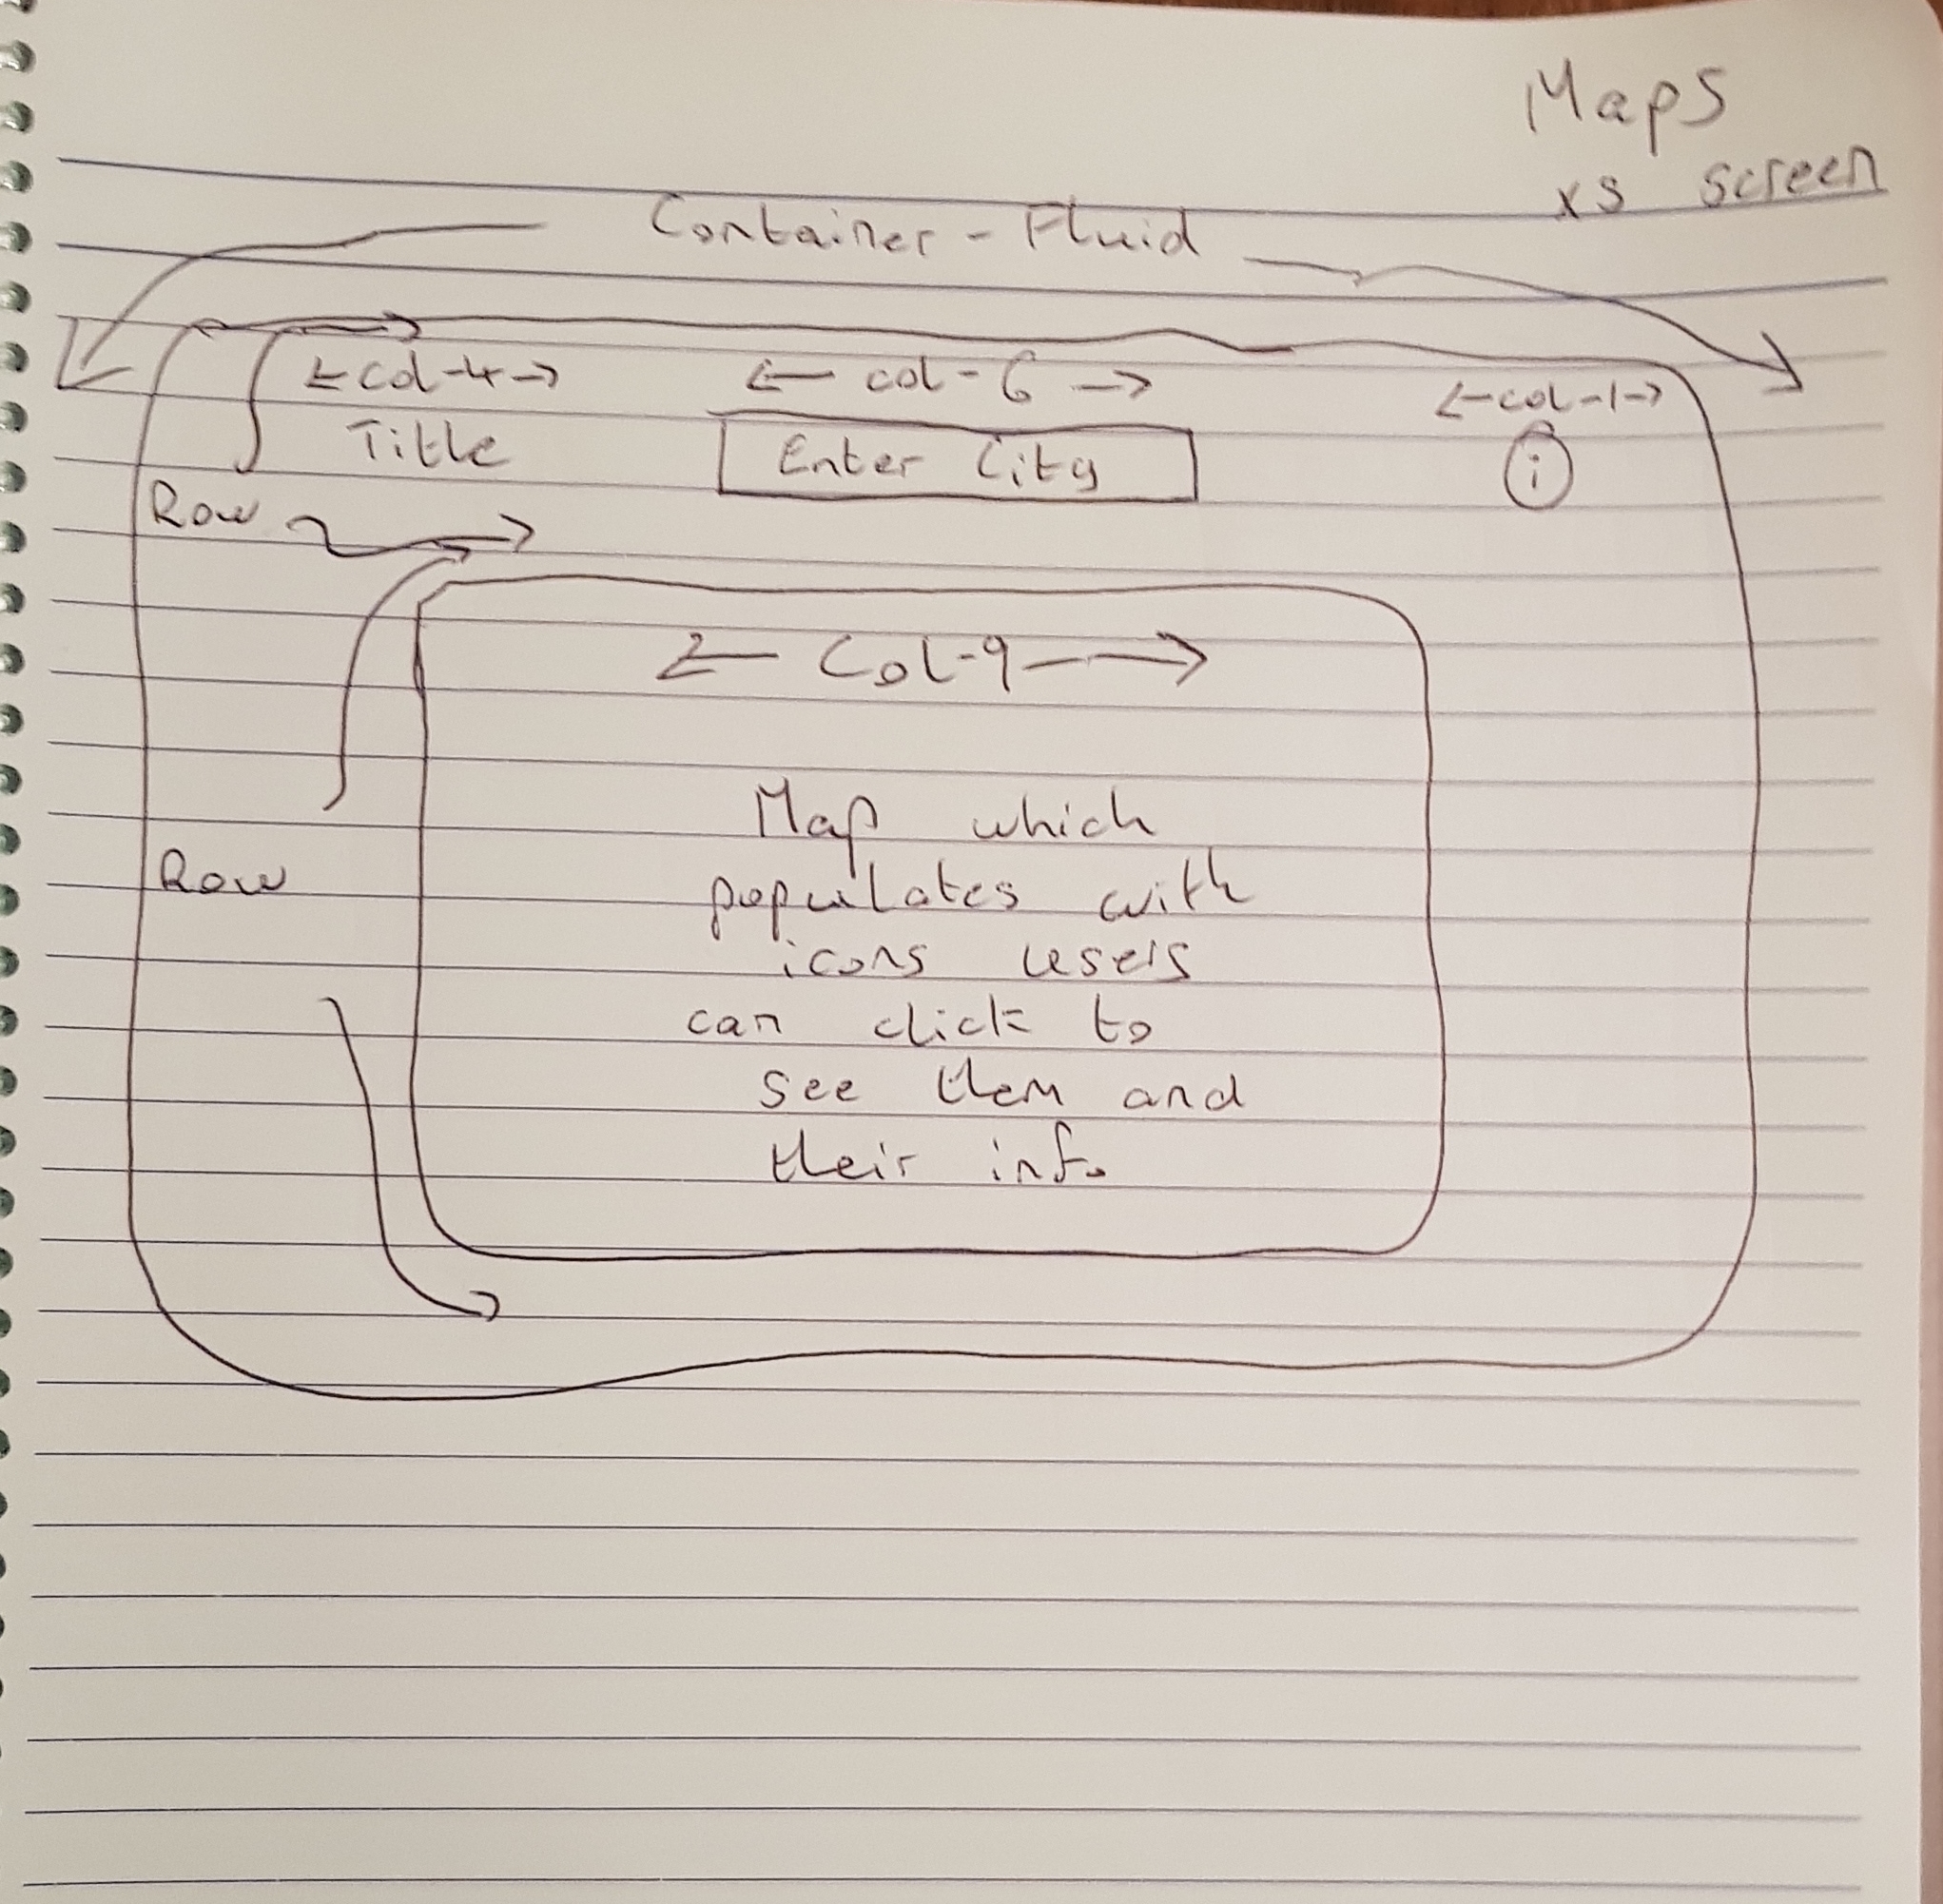 Maps
xs screen
Container - Fluid
col-4
col-6
col-1
Title
Enter City
i
Row
Col-9
Map which
populates with
icons users
can click to
see them and
their info
Row